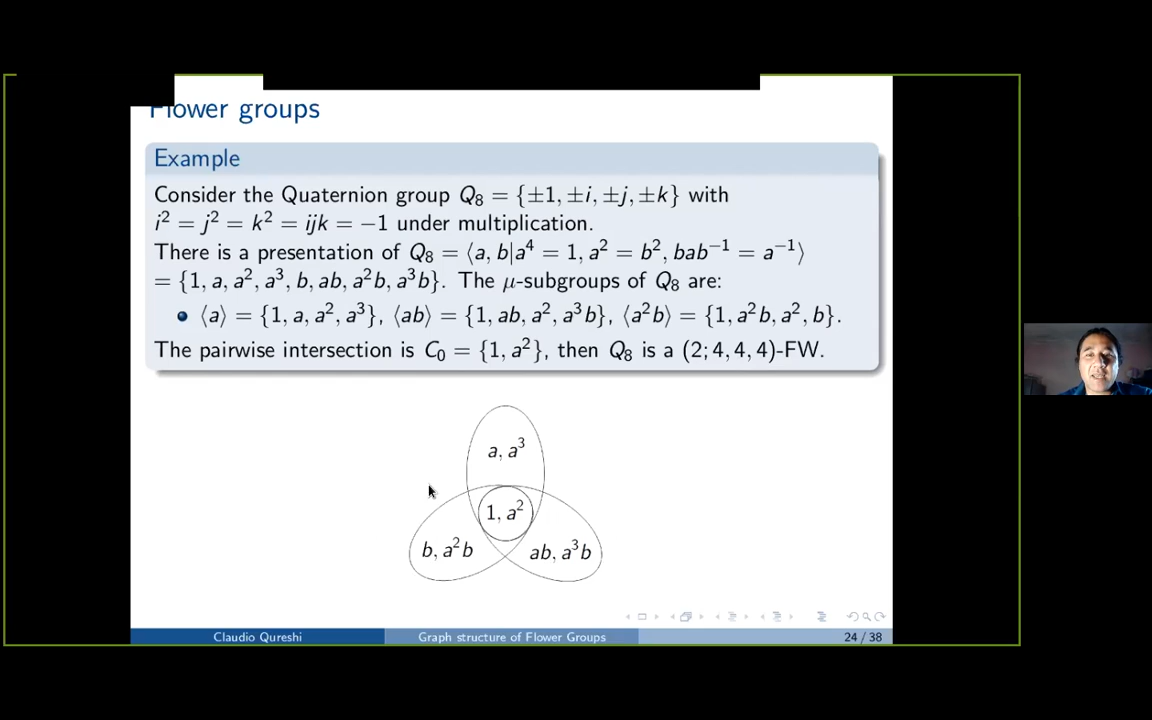 Flower groups
Example
Consider the Quaternion group Q₈ = {±1, ±i, ±j, ±k} with
i² = j² = k² = ijk = −1 under multiplication.
There is a presentation of Q₈ = ⟨a, b|a⁴ = 1, a² = b², bab⁻¹ = a⁻¹⟩
= {1, a, a², a³, b, ab, a²b, a³b}. The μ-subgroups of Q₈ are:
• ⟨a⟩ = {1, a, a², a³}, ⟨ab⟩ = {1, ab, a², a³b}, ⟨a²b⟩ = {1, a²b, a², b}.
The pairwise intersection is C₀ = {1, a²}, then Q₈ is a (2; 4, 4, 4)-FW.
a, a³
1, a²
b, a²b
ab, a³b
Claudio Qureshi
Graph structure of Flower Groups
24 / 38